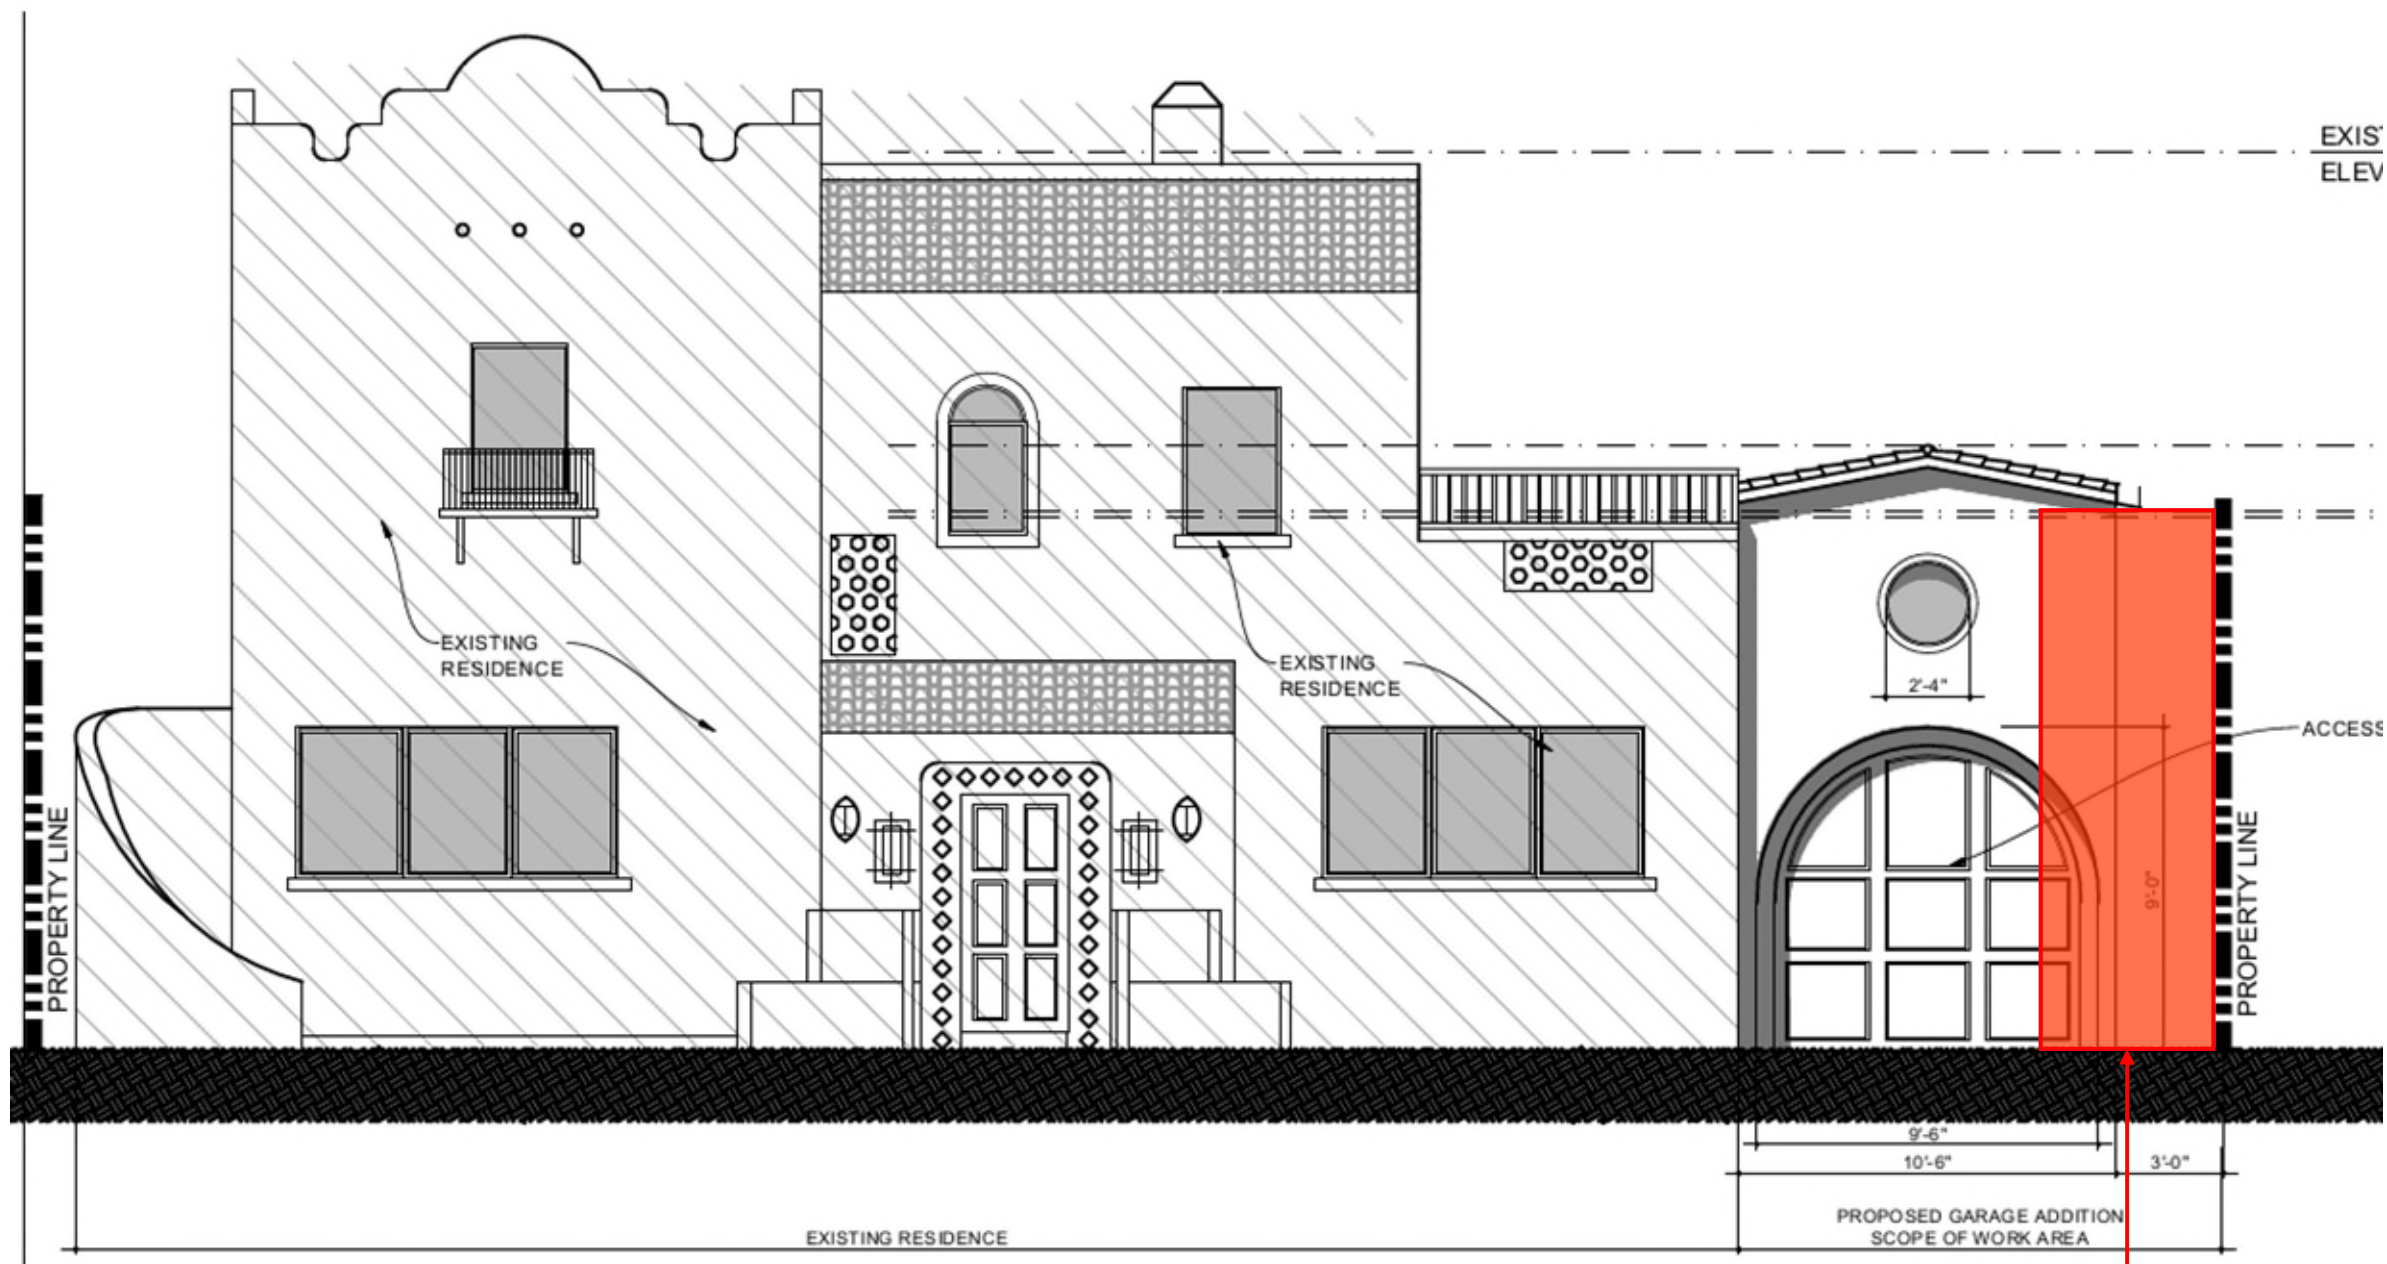 EXIS
ELEV
EXISTING
RESIDENCE
EXISTING
RESIDENCE
2'-4"
ACCESS
9'-0"
PROPERTY LINE
PROPERTY LINE
9'-6"
10'-6"
3'-0"
PROPOSED GARAGE ADDITION
SCOPE OF WORK AREA
EXISTING RESIDENCE